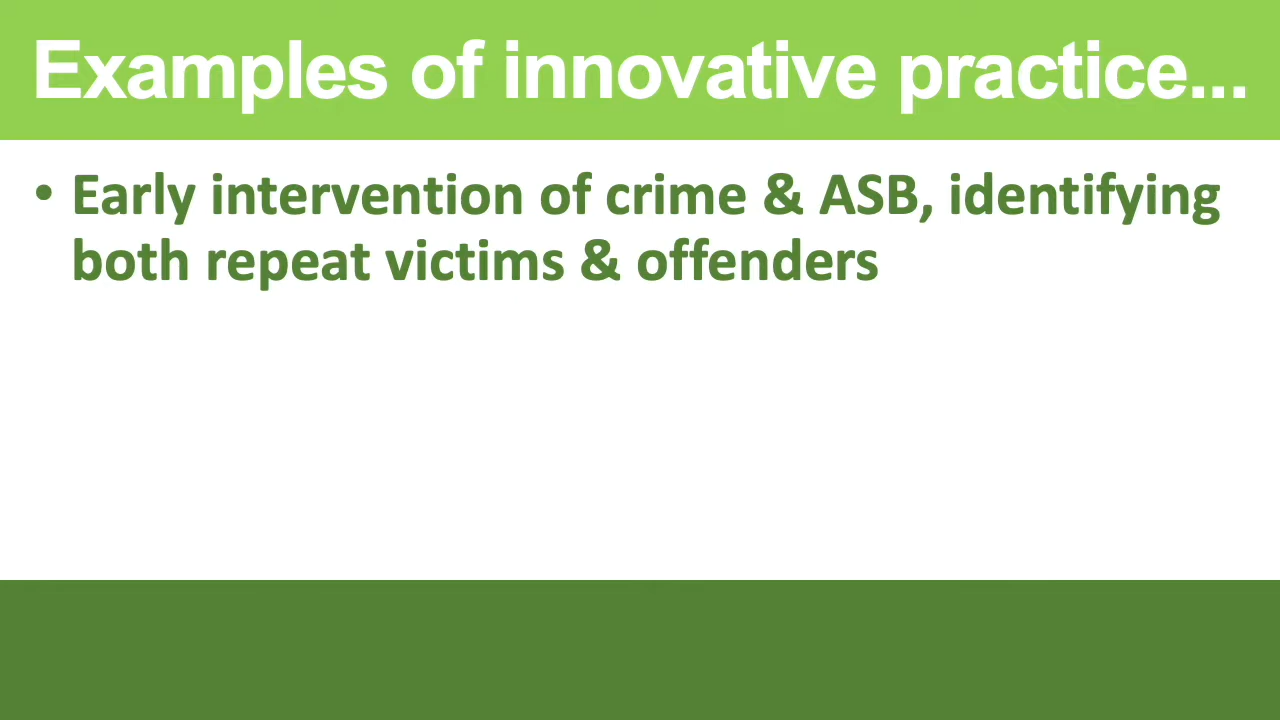 Examples of innovative practice...
• Early intervention of crime & ASB, identifying
both repeat victims & offenders